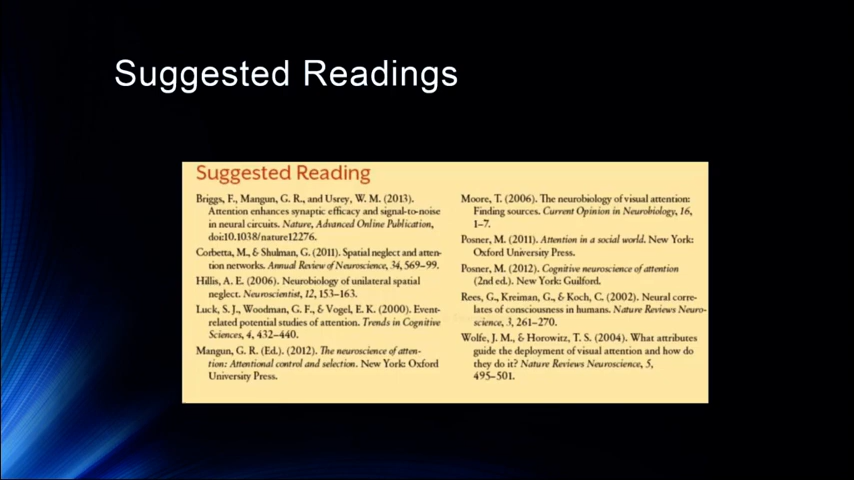 Suggested Readings
Suggested Reading
Briggs, F., Mangun, G. R., and Usrey, W. M. (2013).
Attention enhances synaptic efficacy and signal-to-noise
in neural circuits. Nature, Advanced Online Publication,
doi:10.1038/nature12276.
Corbetta, M., & Shulman, G. (2011). Spatial neglect and atten-
tion networks. Annual Review of Neuroscience, 34, 569–99.
Hillis, A. E. (2006). Neurobiology of unilateral spatial
neglect. Neuroscientist, 12, 153–163.
Luck, S. J., Woodman, G. F., & Vogel, E. K. (2000). Event-
related potential studies of attention. Trends in Cognitive
Sciences, 4, 432–440.
Mangun, G. R. (Ed.). (2012). The neuroscience of atten-
tion: Attentional control and selection. New York: Oxford
University Press.
Moore, T. (2006). The neurobiology of visual attention:
Finding sources. Current Opinion in Neurobiology, 16,
1–7.
Posner, M. (2011). Attention in a social world. New York:
Oxford University Press.
Posner, M. (2012). Cognitive neuroscience of attention
(2nd ed.). New York: Guilford.
Rees, G., Kreiman, G., & Koch, C. (2002). Neural corre-
lates of consciousness in humans. Nature Reviews Neuro-
science, 3, 261–270.
Wolfe, J. M., & Horowitz, T. S. (2004). What attributes
guide the deployment of visual attention and how do
they do it? Nature Reviews Neuroscience, 5,
495–501.